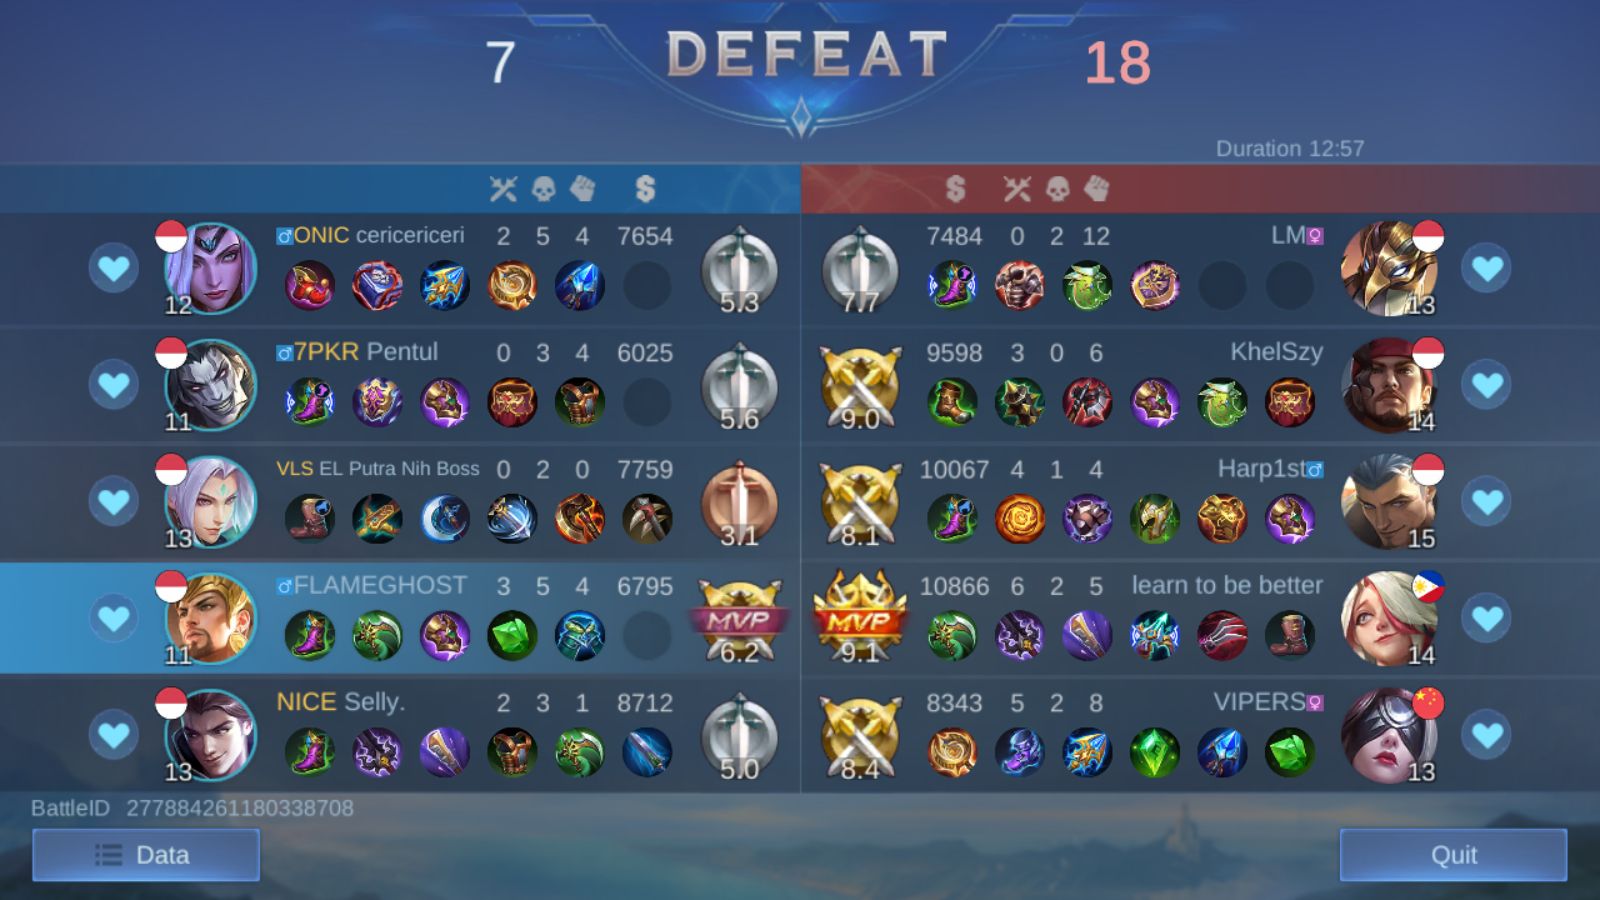 7 DEFEAT 18
Duration 12:57
ONIC cericericeri 2 5 4 7654 5.3 12
7.7 7484 0 2 12 LM 13
7PKR Pentul 0 3 4 6025 5.6 11
9.0 9598 3 0 6 KhelSzy 14
VLS EL Putra Nih Boss 0 2 0 7759 3.1 13
8.1 10067 4 1 4 Harp1st 15
FLAMEGHOST 3 5 4 6795 MVP 6.2 11
MVP 9.1 10866 6 2 5 learn to be better 14
NICE Selly. 2 3 1 8712 5.0 13
8.4 8343 5 2 8 VIPERS 13
BattleID 277884261180338708
Data
Quit